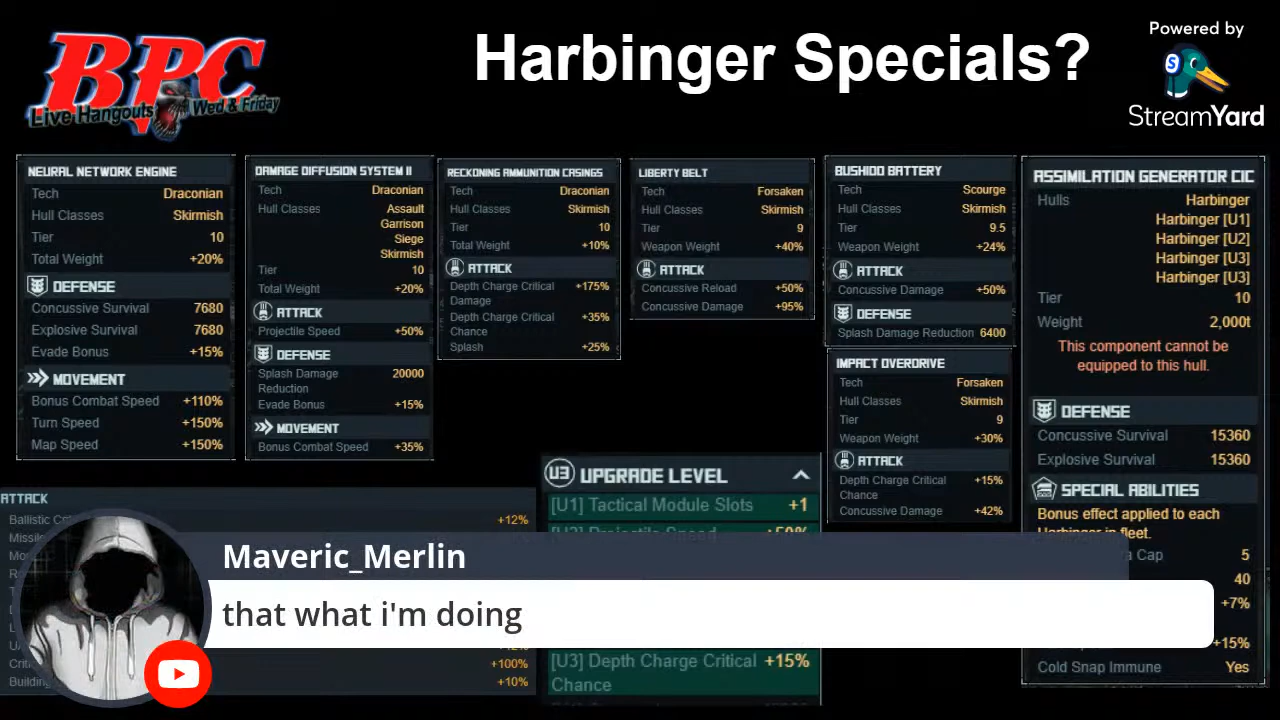 BPC
Live Hangouts Wed & Friday
Harbinger Specials?
Powered by
S
StreamYard
NEURAL NETWORK ENGINE
Tech Draconian
Hull Classes Skirmish
Tier 10
Total Weight +20%
DEFENSE
Concussive Survival 7680
Explosive Survival 7680
Evade Bonus +15%
MOVEMENT
Bonus Combat Speed +110%
Turn Speed +150%
Map Speed +150%
DAMAGE DIFFUSION SYSTEM II
Tech Draconian
Hull Classes Assault
Garrison
Siege
Skirmish
Tier 10
Total Weight +20%
ATTACK
Projectile Speed +50%
DEFENSE
Splash Damage 20000
Reduction
Evade Bonus +15%
MOVEMENT
Bonus Combat Speed +35%
RECKONING AMMUNITION CASINGS
Tech Draconian
Hull Classes Skirmish
Tier 10
Total Weight +10%
ATTACK
Depth Charge Critical +175%
Damage
Depth Charge Critical +35%
Chance
Splash +25%
LIBERTY BELT
Tech Forsaken
Hull Classes Skirmish
Tier 9
Weapon Weight +40%
ATTACK
Concussive Reload +50%
Concussive Damage +95%
BUSHIDO BATTERY
Tech Scourge
Hull Classes Skirmish
Tier 9.5
Weapon Weight +24%
ATTACK
Concussive Damage +50%
DEFENSE
Splash Damage Reduction 6400
IMPACT OVERDRIVE
Tech Forsaken
Hull Classes Skirmish
Tier 9
Weapon Weight +30%
ATTACK
Depth Charge Critical +15%
Chance
Concussive Damage +42%
ASSIMILATION GENERATOR CIC
Hulls Harbinger
Harbinger [U1]
Harbinger [U2]
Harbinger [U3]
Harbinger [U3]
Tier 10
Weight 2,000t
This component cannot be
equipped to this hull.
DEFENSE
Concussive Survival 15360
Explosive Survival 15360
SPECIAL ABILITIES
Bonus effect applied to each
Harbinger in fleet.
Cap 5
40
+7%
+15%
Cold Snap Immune Yes
ATTACK
Ballistic +12%
+100%
Building +10%
U3 UPGRADE LEVEL
[U1] Tactical Module Slots +1
Projectile Speed +50%
[U3] Depth Charge Critical +15%
Chance
Maveric_Merlin
that what i'm doing